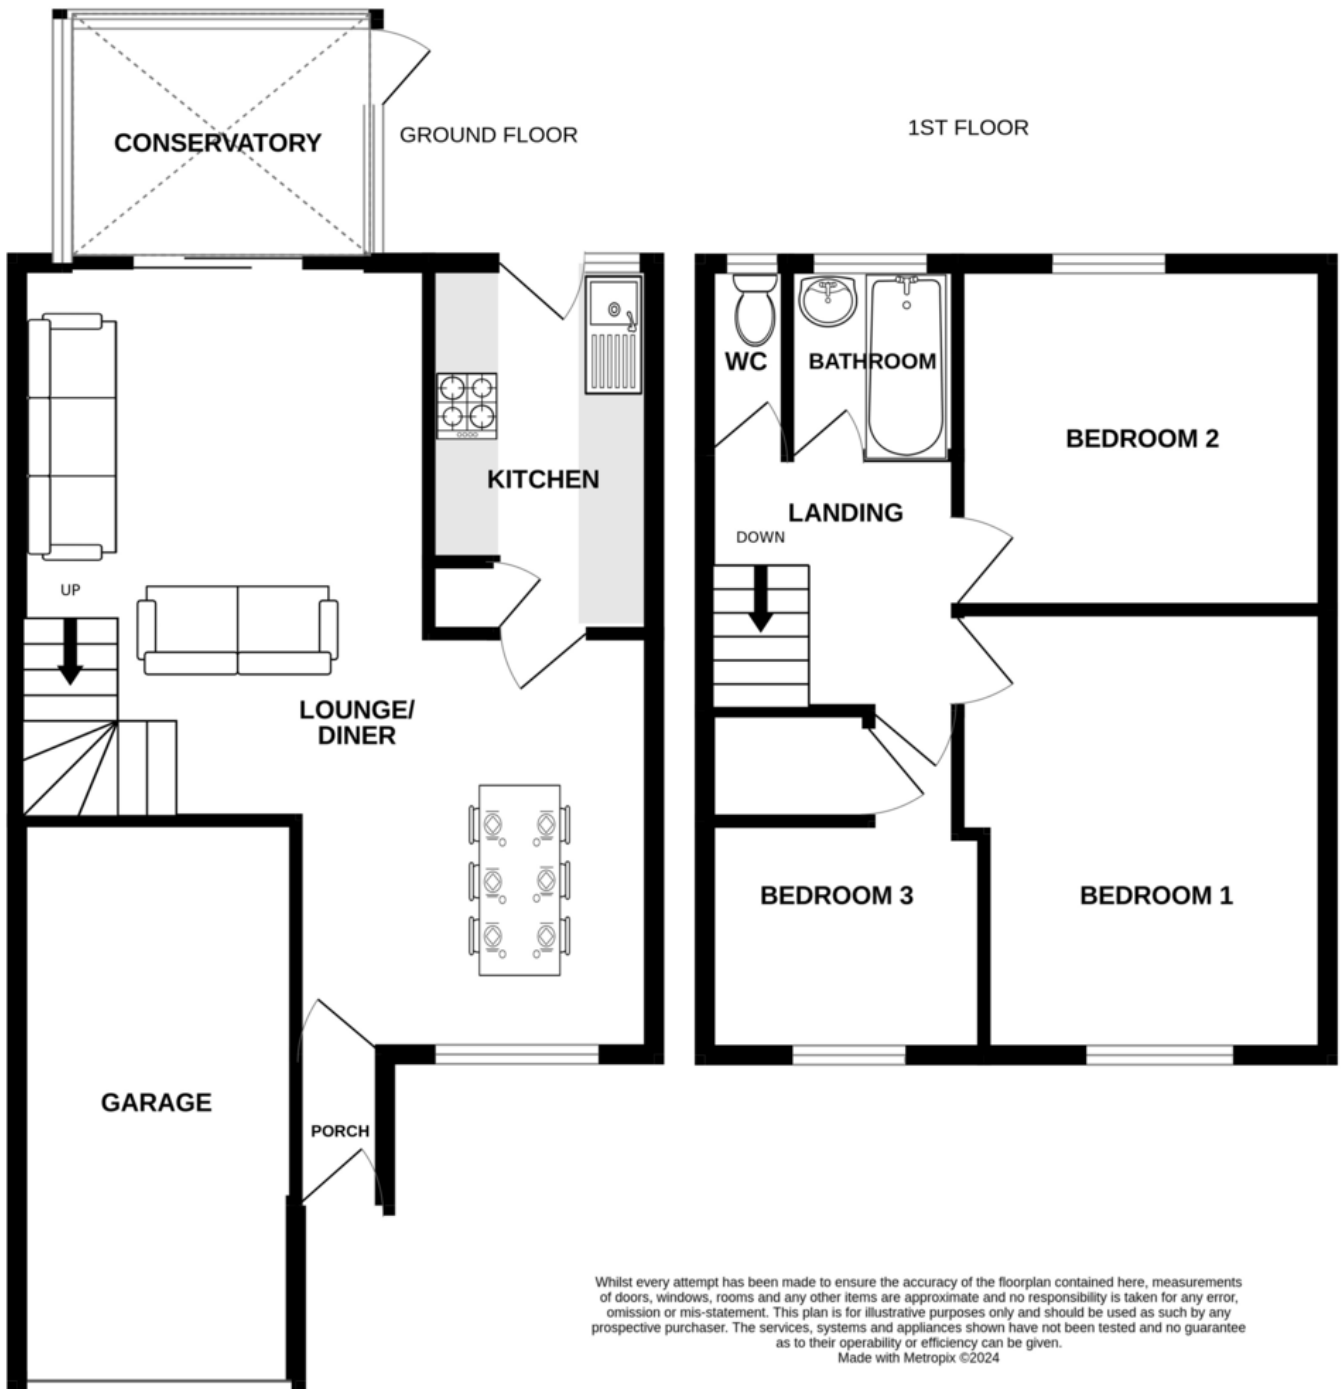 CONSERVATORY
GROUND FLOOR
KITCHEN
UP
LOUNGE/
DINER
GARAGE
PORCH
1ST FLOOR
WC
BATHROOM
BEDROOM 2
LANDING
DOWN
BEDROOM 3
BEDROOM 1
Whilst every attempt has been made to ensure the accuracy of the floorplan contained here, measurements
of doors, windows, rooms and any other items are approximate and no responsibility is taken for any error,
omission or mis-statement. This plan is for illustrative purposes only and should be used as such by any
prospective purchaser. The services, systems and appliances shown have not been tested and no guarantee
as to their operability or efficiency can be given.
Made with Metropix ©2024